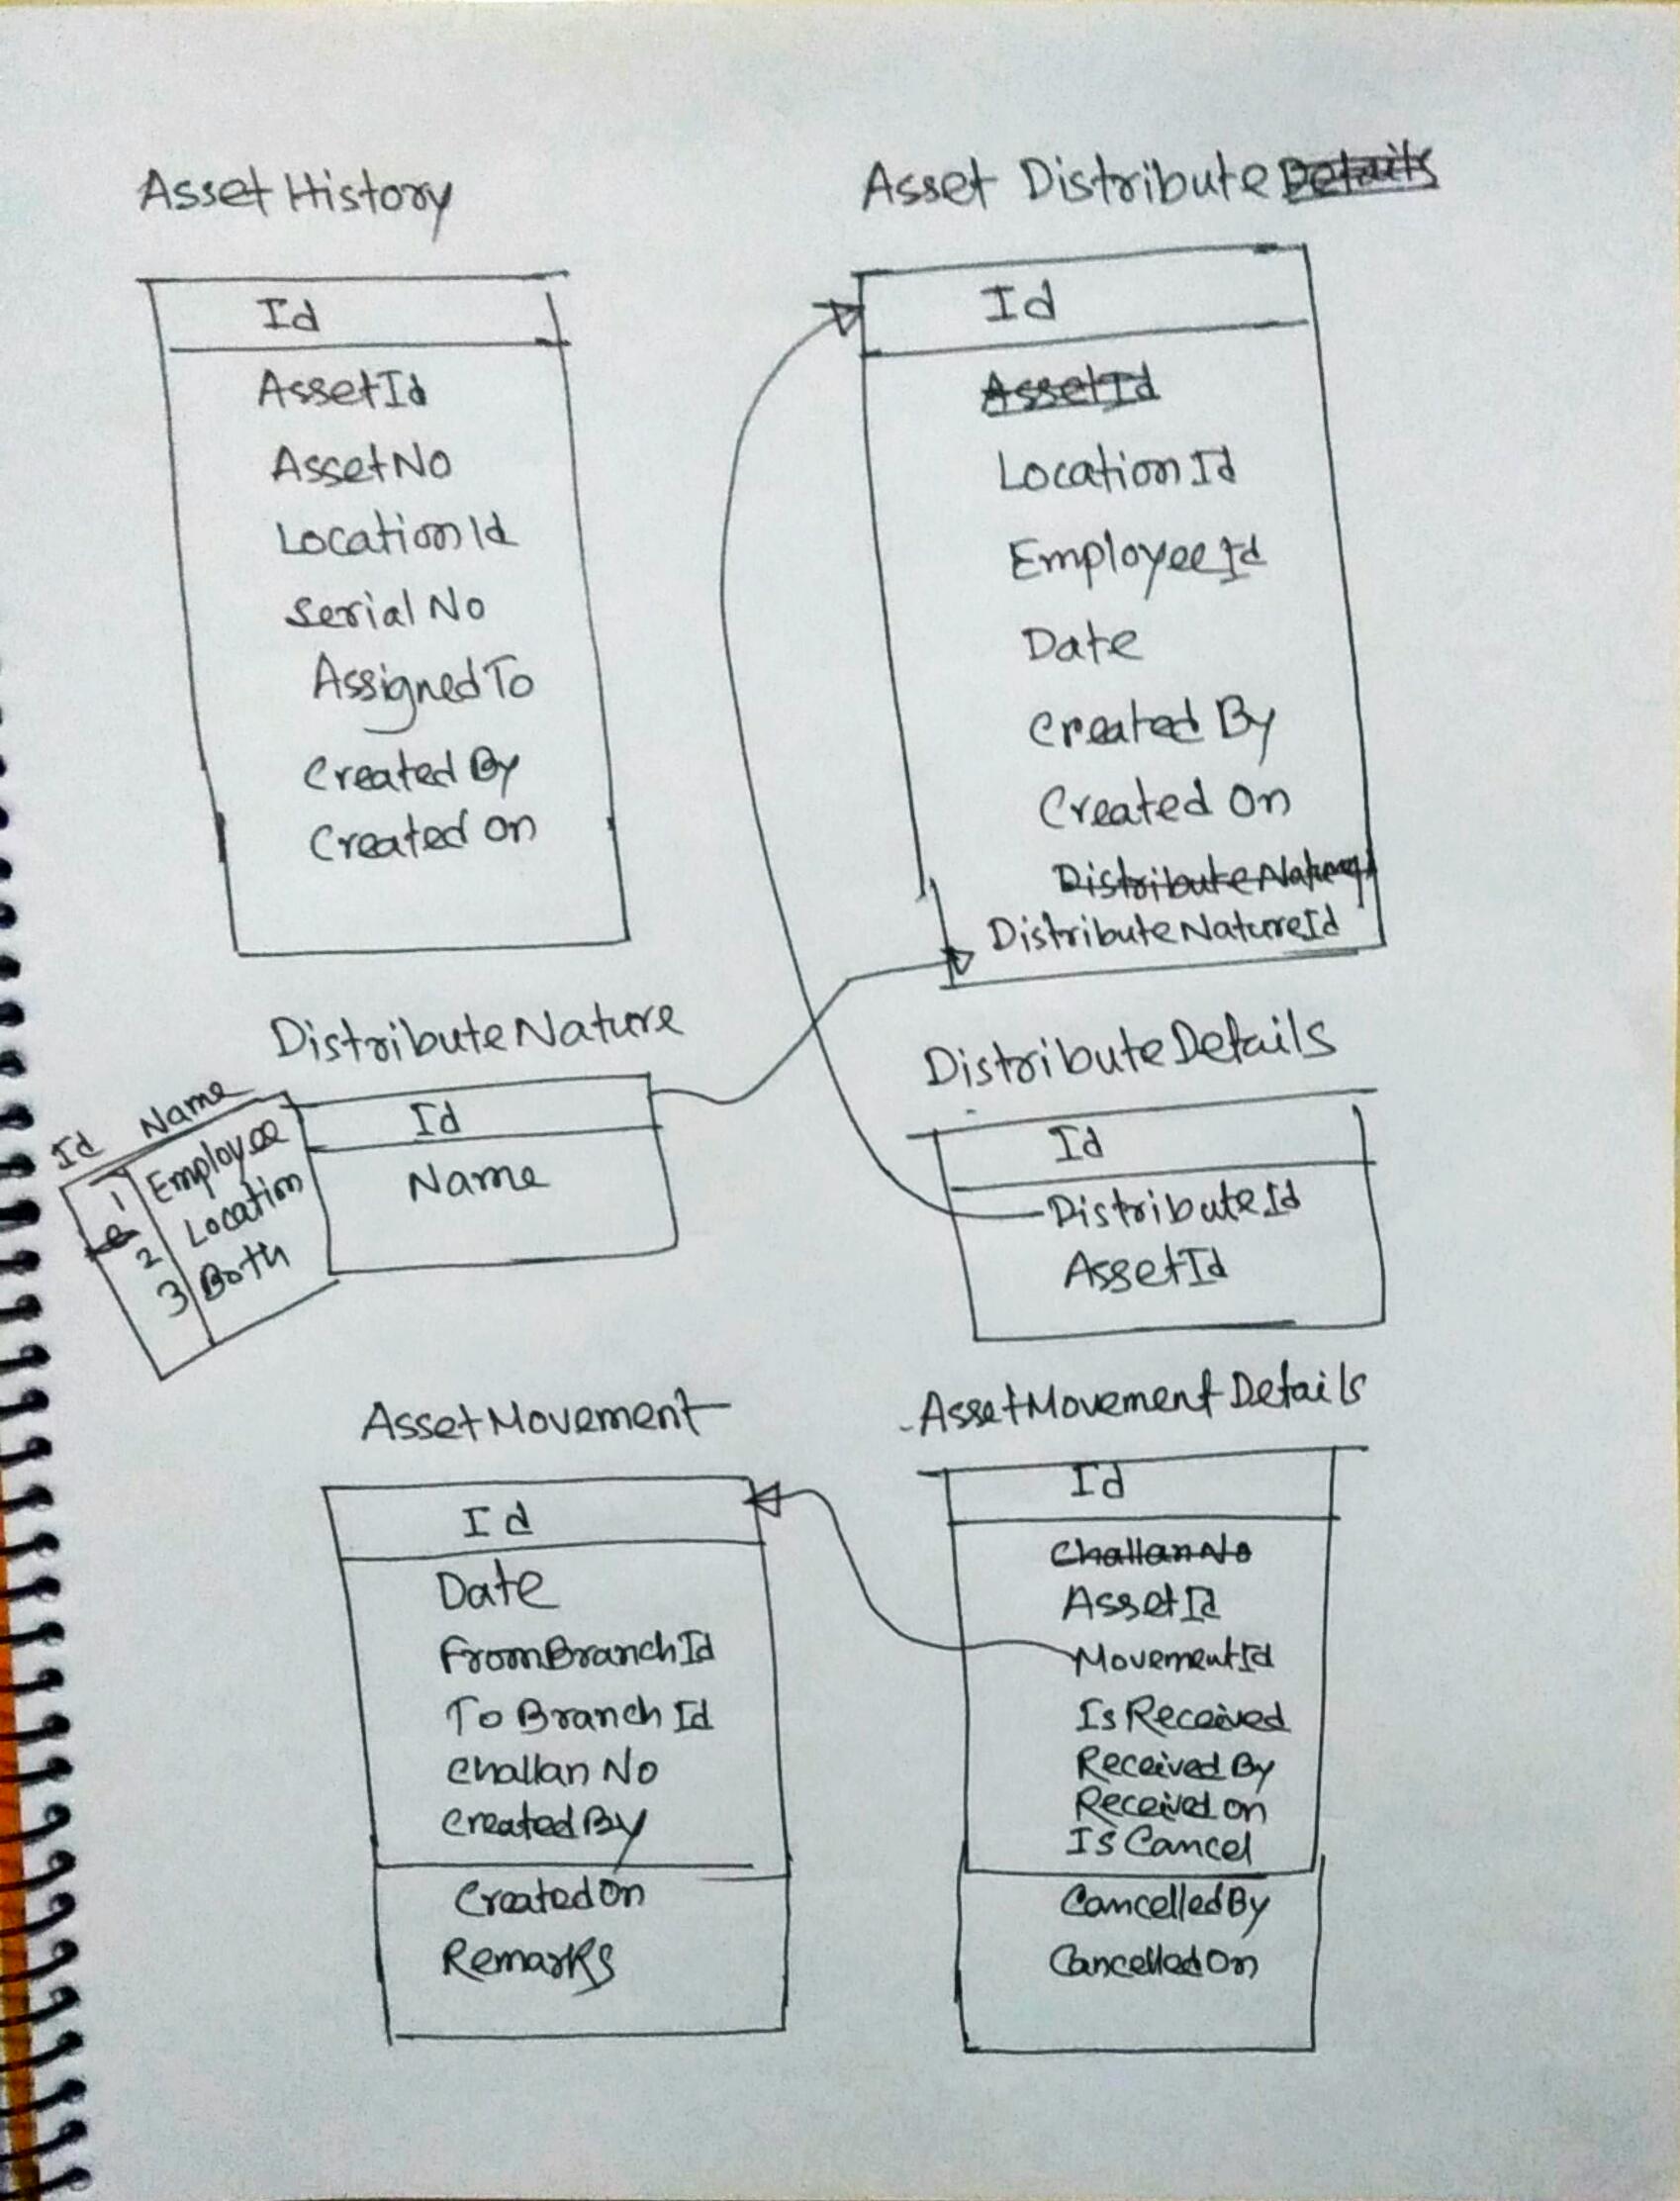 Asset History
Id
AssetId
AssetNo
LocationId
Serial No
AssignedTo
Created By
Created on
Asset Distribute Details
Id
AssetId
Location Id
EmployeeId
Date
Created By
Created On
DistributeNature
DistributeNatureId
DistributeNature
Id
Name
Id Name
1 Employee
2 Location
3 Both
DistributeDetails
Id
DistributeId
AssetId
AssetMovement
Id
Date
FromBranchId
To Branch Id
Challan No
CreatedBy
CreatedOn
Remarks
AssetMovement Details
Id
ChallanNo
AssetId
MovementId
Is Received
Received By
Received on
Is Cancel
CancelledBy
CancelledOn